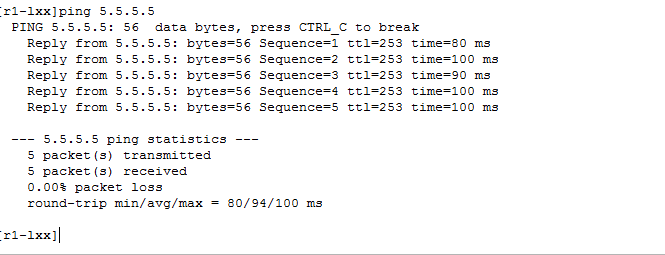 [r1-lxx]ping 5.5.5.5
PING 5.5.5.5: 56  data bytes, press CTRL_C to break
Reply from 5.5.5.5: bytes=56 Sequence=1 ttl=253 time=80 ms
Reply from 5.5.5.5: bytes=56 Sequence=2 ttl=253 time=100 ms
Reply from 5.5.5.5: bytes=56 Sequence=3 ttl=253 time=90 ms
Reply from 5.5.5.5: bytes=56 Sequence=4 ttl=253 time=100 ms
Reply from 5.5.5.5: bytes=56 Sequence=5 ttl=253 time=100 ms
--- 5.5.5.5 ping statistics ---
5 packet(s) transmitted
5 packet(s) received
0.00% packet loss
round-trip min/avg/max = 80/94/100 ms
[r1-lxx]